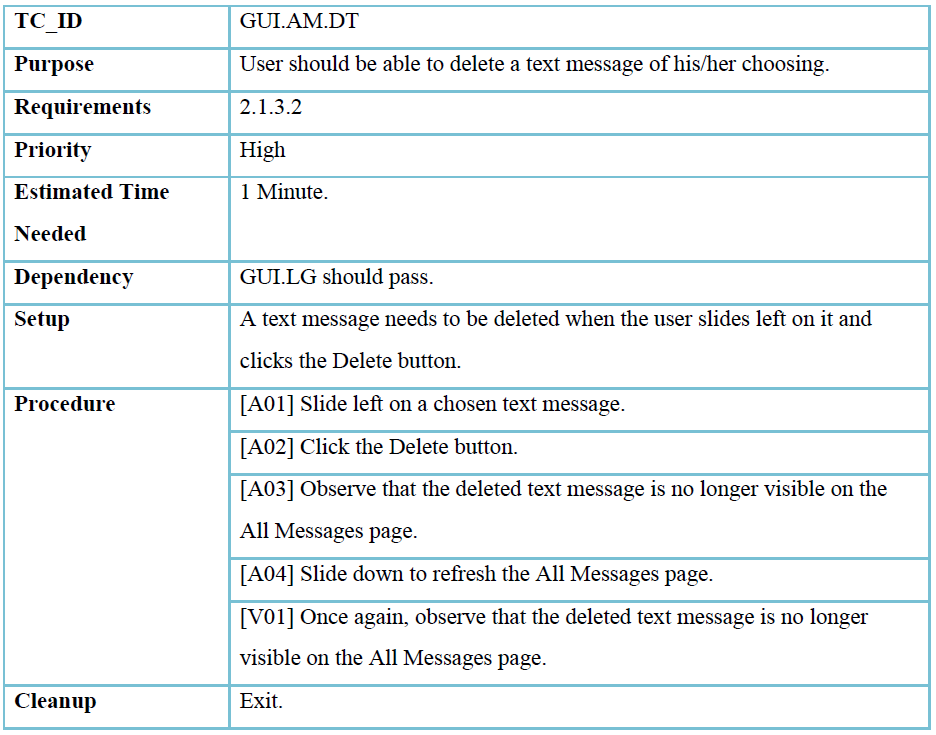 TC_ID GUI.AM.DT
Purpose User should be able to delete a text message of his/her choosing.
Requirements 2.1.3.2
Priority High
Estimated Time 1 Minute.
Needed
Dependency GUI.LG should pass.
Setup A text message needs to be deleted when the user slides left on it and
clicks the Delete button.
Procedure [A01] Slide left on a chosen text message.
[A02] Click the Delete button.
[A03] Observe that the deleted text message is no longer visible on the
All Messages page.
[A04] Slide down to refresh the All Messages page.
[V01] Once again, observe that the deleted text message is no longer
visible on the All Messages page.
Cleanup Exit.